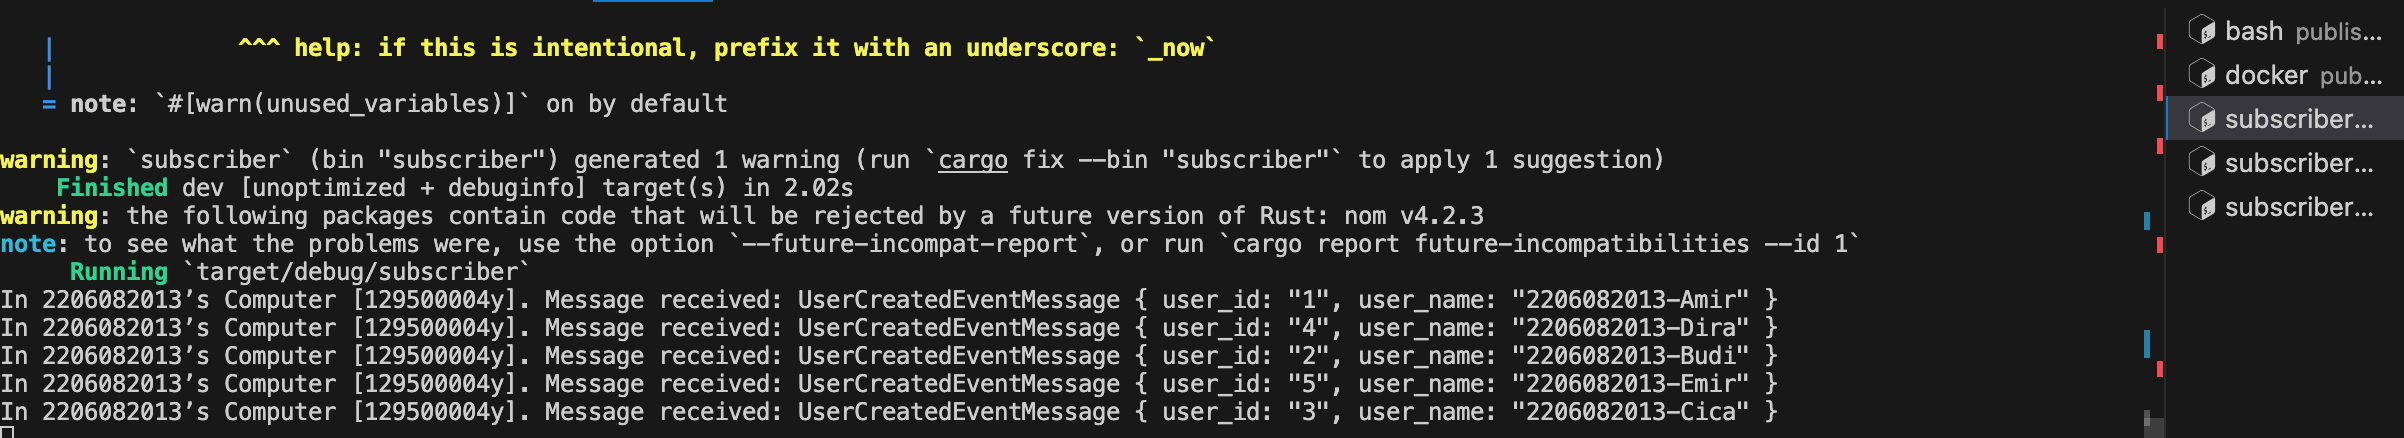 ^^^ help: if this is intentional, prefix it with an underscore: `_now`
= note: `#[warn(unused_variables)]` on by default
warning: `subscriber` (bin "subscriber") generated 1 warning (run `cargo fix --bin "subscriber"` to apply 1 suggestion)
Finished dev [unoptimized + debuginfo] target(s) in 2.02s
warning: the following packages contain code that will be rejected by a future version of Rust: nom v4.2.3
note: to see what the problems were, use the option `--future-incompat-report`, or run `cargo report future-incompatibilities --id 1`
Running `target/debug/subscriber`
In 2206082013’s Computer [129500004y]. Message received: UserCreatedEventMessage { user_id: "1", user_name: "2206082013-Amir" }
In 2206082013’s Computer [129500004y]. Message received: UserCreatedEventMessage { user_id: "4", user_name: "2206082013-Dira" }
In 2206082013’s Computer [129500004y]. Message received: UserCreatedEventMessage { user_id: "2", user_name: "2206082013-Budi" }
In 2206082013’s Computer [129500004y]. Message received: UserCreatedEventMessage { user_id: "5", user_name: "2206082013-Emir" }
In 2206082013’s Computer [129500004y]. Message received: UserCreatedEventMessage { user_id: "3", user_name: "2206082013-Cica" }
bash publis...
docker pub...
subscriber...
subscriber...
subscriber...